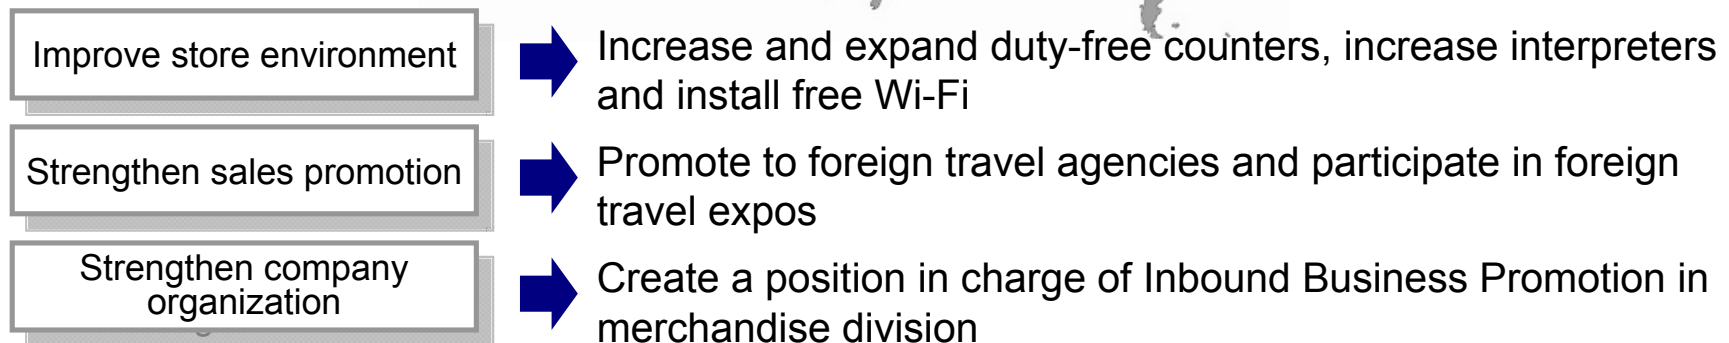 Improve store environment
Increase and expand duty-free counters, increase interpreters
and install free Wi-Fi
Strengthen sales promotion
Promote to foreign travel agencies and participate in foreign
travel expos
Strengthen company
organization
Create a position in charge of Inbound Business Promotion in
merchandise division